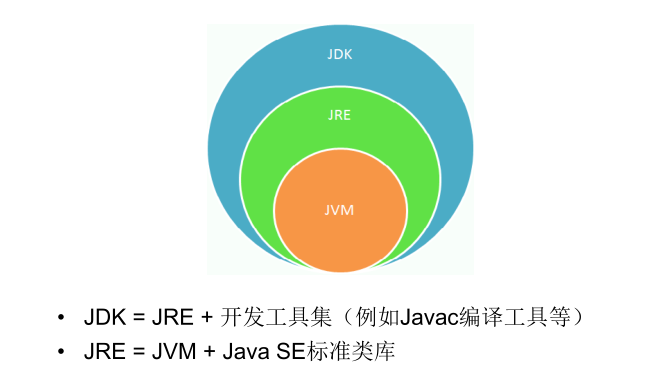 JDK
JRE
JVM
• JDK = JRE + 开发工具集（例如Javac编译工具等）
• JRE = JVM + Java SE标准类库